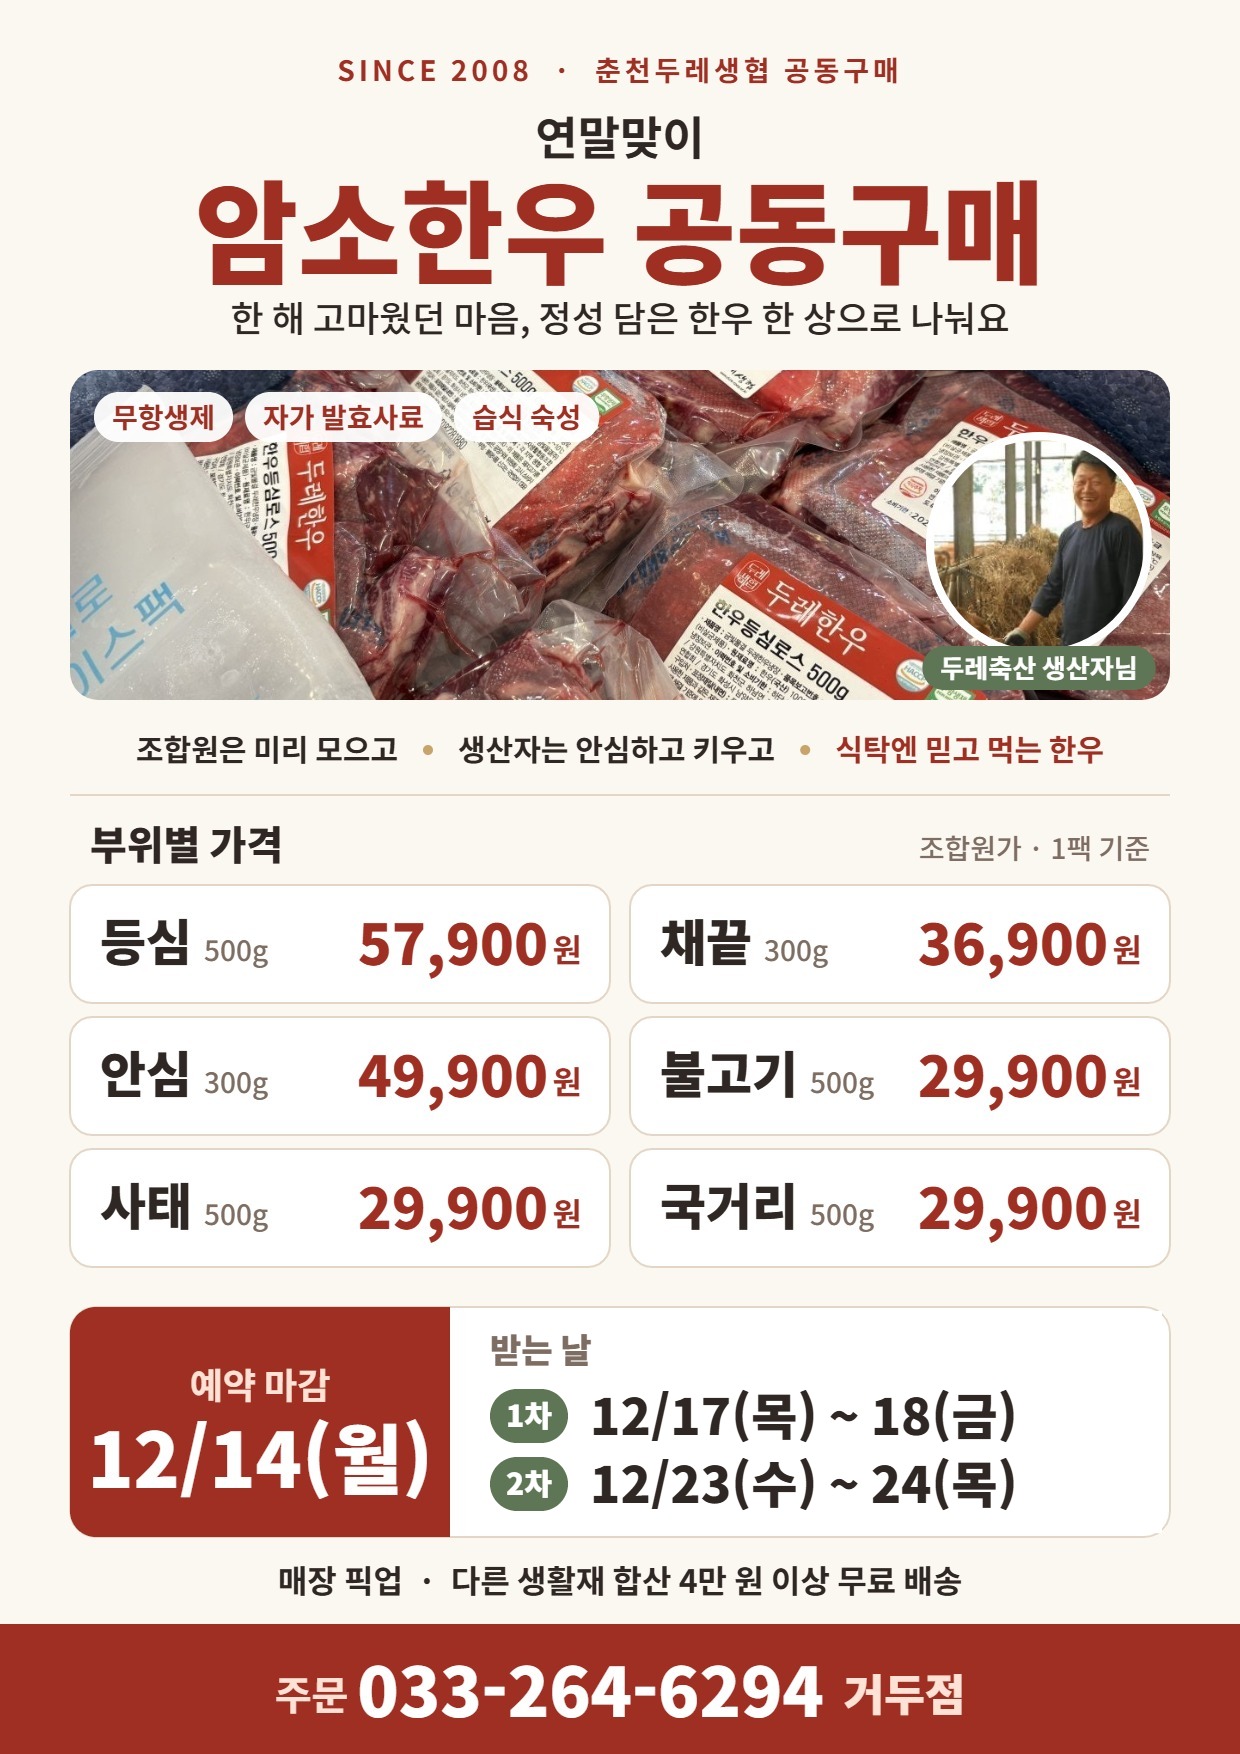 SINCE 2008 · 춘천두레생협 공동구매
연말맞이
암소한우 공동구매
한 해 고마웠던 마음, 정성 담은 한우 한 상으로 나눠요
무항생제 자가 발효사료 습식 숙성
두레한우
한우등심로스 500g
두레생협
두레한우
한우등심로스 500g
이스팩
두레축산 생산자님
조합원은 미리 모으고 • 생산자는 안심하고 키우고 • 식탁엔 믿고 먹는 한우
부위별 가격
조합원가 · 1팩 기준
등심 500g 57,900원
채끝 300g 36,900원
안심 300g 49,900원
불고기 500g 29,900원
사태 500g 29,900원
국거리 500g 29,900원
예약 마감
12/14(월)
받는 날
1차 12/17(목) ~ 18(금)
2차 12/23(수) ~ 24(목)
매장 픽업 · 다른 생활재 합산 4만 원 이상 무료 배송
주문 033-264-6294 거두점